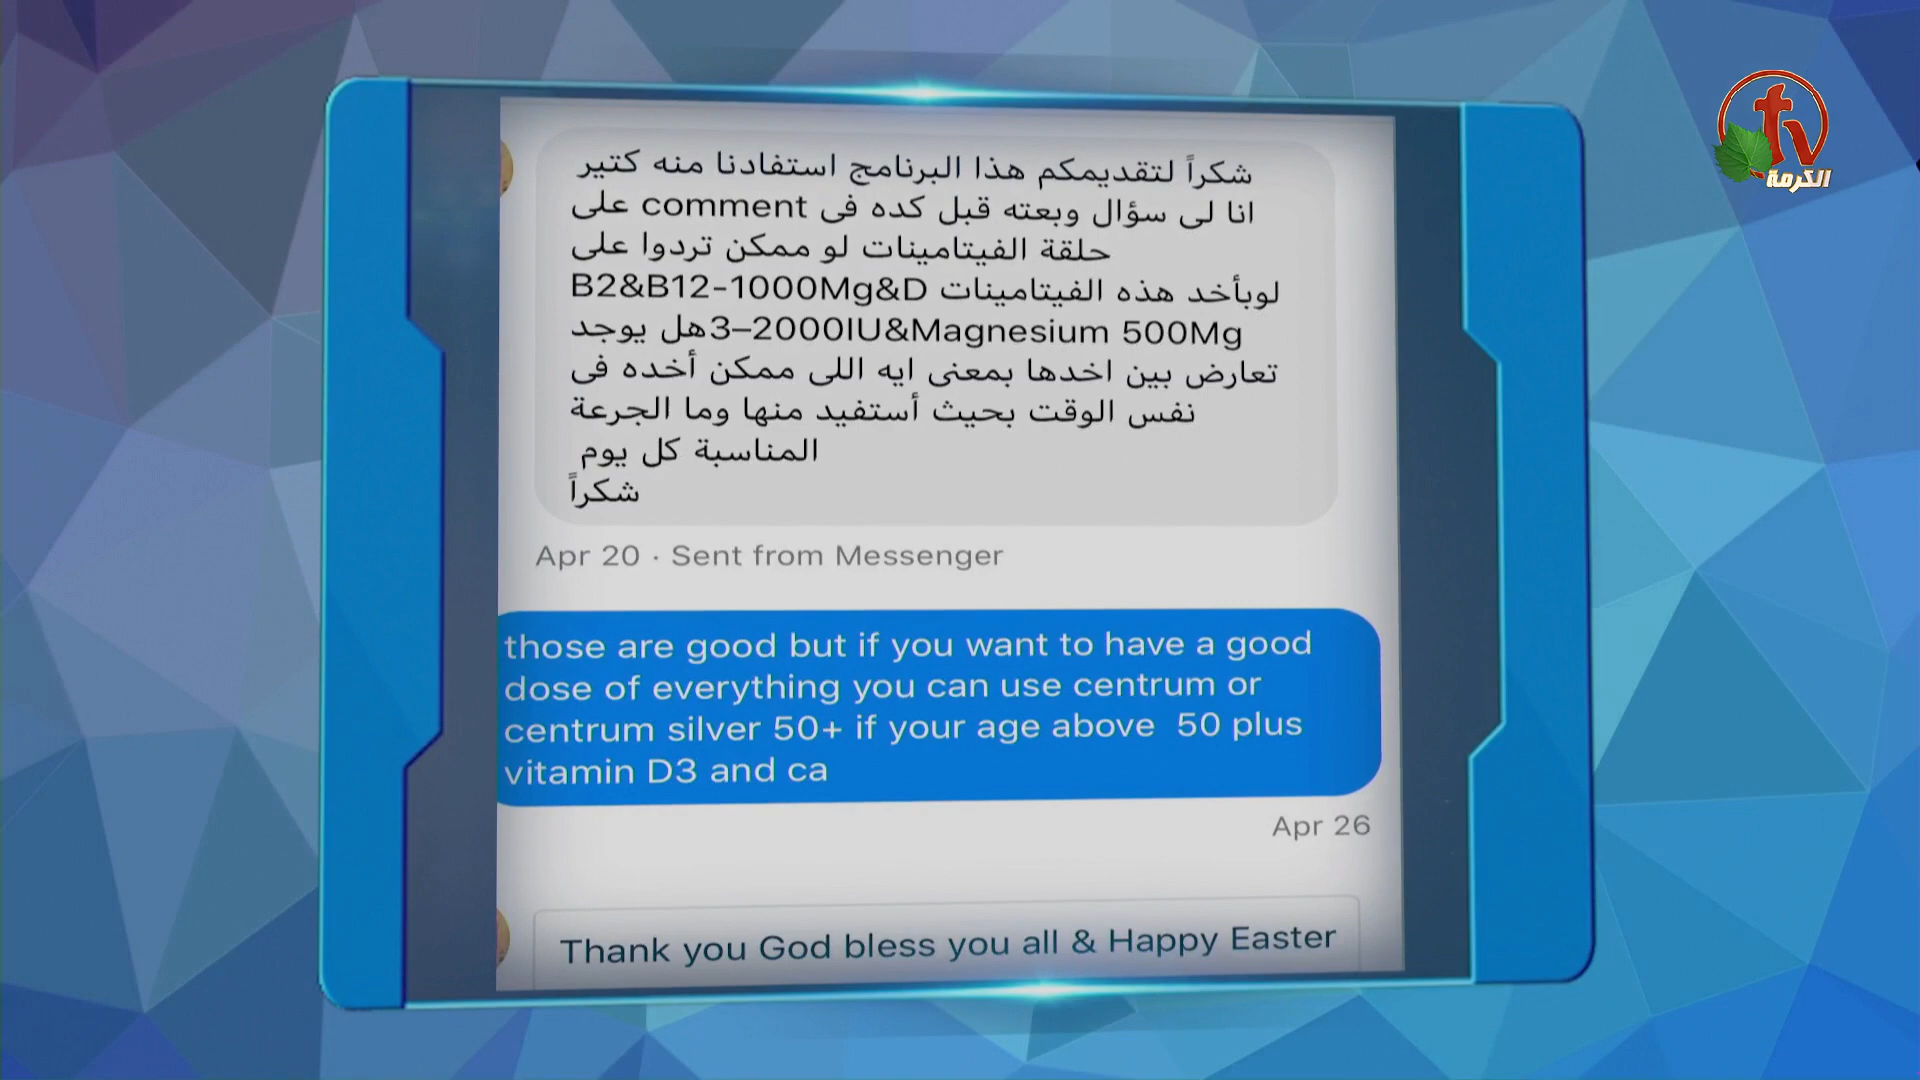 شكراً لتقديمكم هذا البرنامج استفادنا منه كتير
انا لى سؤال وبعته قبل كده فى comment على
حلقة الفيتامينات لو ممكن تردوا على
لوبأخد هذه الفيتامينات B2&B12-1000Mg&D
3–2000IU&Magnesium 500Mgهل يوجد
تعارض بين اخدها بمعنى ايه اللى ممكن أخده فى
نفس الوقت بحيث أستفيد منها وما الجرعة
المناسبة كل يوم
شكراً
Apr 20 · Sent from Messenger
those are good but if you want to have a good
dose of everything you can use centrum or
centrum silver 50+ if your age above 50 plus
vitamin D3 and ca
Apr 26
Thank you God bless you all & Happy Easter
tv
الكرمة